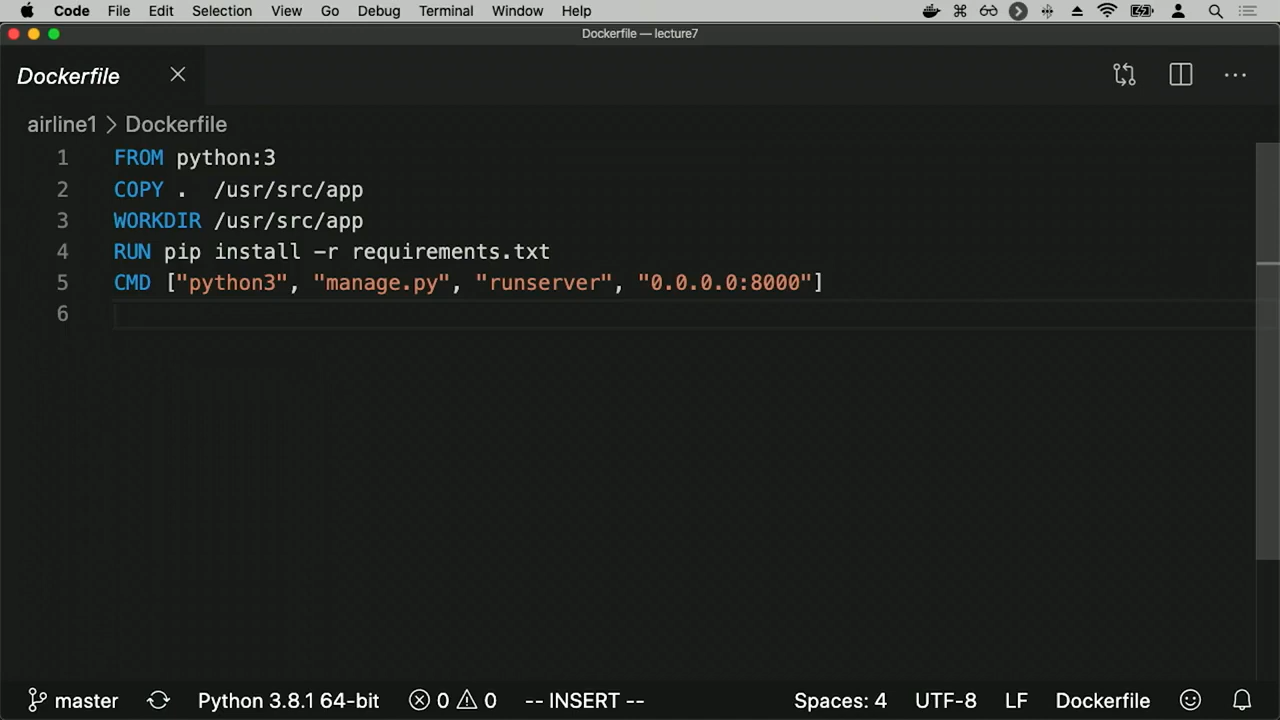 Code File Edit Selection View Go Debug Terminal Window Help
Dockerfile — lecture7
Dockerfile
airline1 > Dockerfile
1 FROM python:3
2 COPY .  /usr/src/app
3 WORKDIR /usr/src/app
4 RUN pip install -r requirements.txt
5 CMD ["python3", "manage.py", "runserver", "0.0.0.0:8000"]
6
master Python 3.8.1 64-bit 0 0 -- INSERT -- Spaces: 4 UTF-8 LF Dockerfile